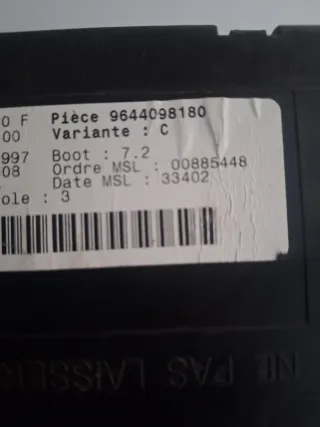 0 F Pièce 9644098180
00 Variante : C
997 Boot : 7.2
08 Ordre MSL : 00885448
Date MSL : 33402
ole : 3
NE PAS LAISSER